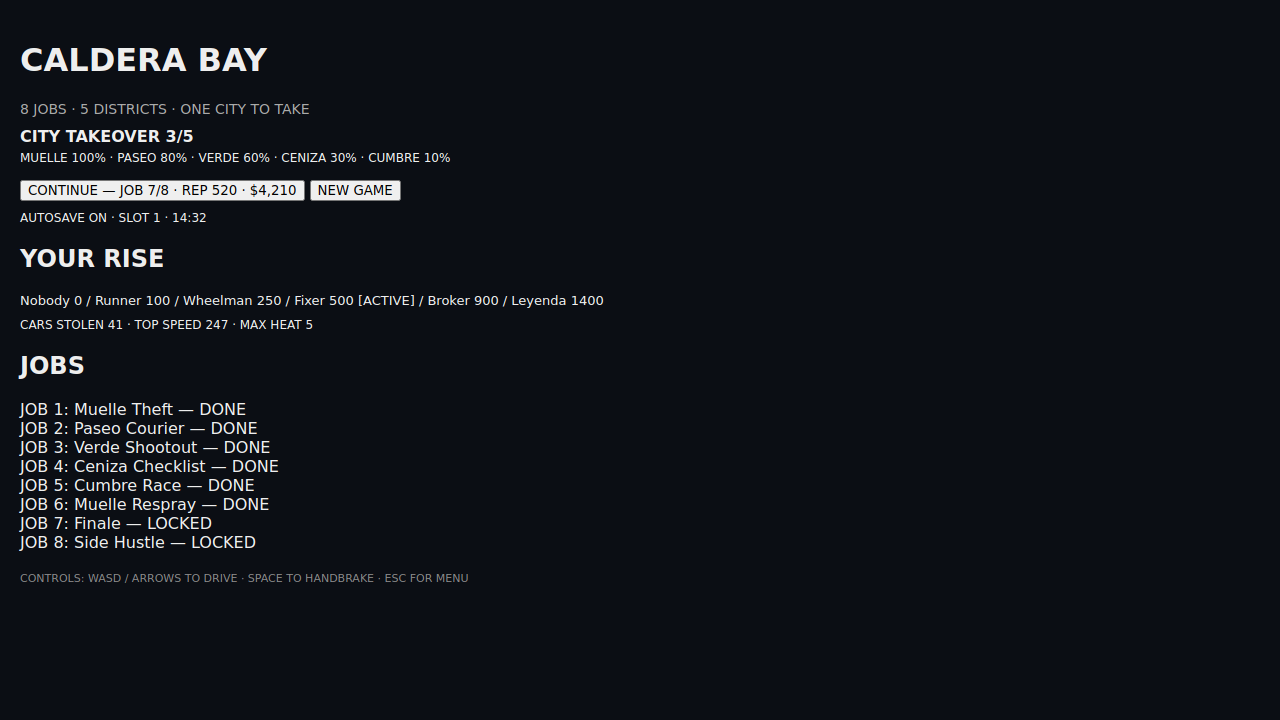 CALDERA BAY
8 JOBS · 5 DISTRICTS · ONE CITY TO TAKE
CITY TAKEOVER 3/5
MUELLE 100% · PASEO 80% · VERDE 60% · CENIZA 30% · CUMBRE 10%
CONTINUE — JOB 7/8 · REP 520 · $4,210 NEW GAME
AUTOSAVE ON · SLOT 1 · 14:32
YOUR RISE
Nobody 0 / Runner 100 / Wheelman 250 / Fixer 500 [ACTIVE] / Broker 900 / Leyenda 1400
CARS STOLEN 41 · TOP SPEED 247 · MAX HEAT 5
JOBS
JOB 1: Muelle Theft — DONE
JOB 2: Paseo Courier — DONE
JOB 3: Verde Shootout — DONE
JOB 4: Ceniza Checklist — DONE
JOB 5: Cumbre Race — DONE
JOB 6: Muelle Respray — DONE
JOB 7: Finale — LOCKED
JOB 8: Side Hustle — LOCKED
CONTROLS: WASD / ARROWS TO DRIVE · SPACE TO HANDBRAKE · ESC FOR MENU